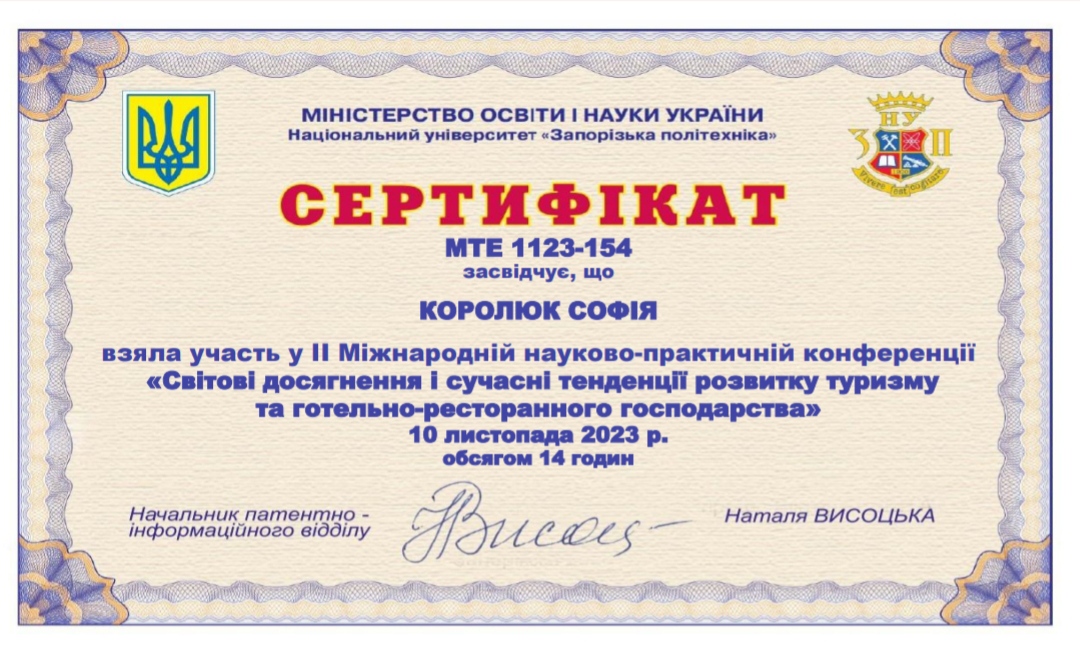 МІНІСТЕРСТВО ОСВІТИ І НАУКИ УКРАЇНИ
Національний університет «Запорізька політехніка»
НУ
З П
Vivere est cogitare
СЕРТИФІКАТ
МТЕ 1123-154
засвідчує, що
КОРОЛЮК СОФІЯ
взяла участь у ІІ Міжнародній науково-практичній конференції
«Світові досягнення і сучасні тенденції розвитку туризму
та готельно-ресторанного господарства»
10 листопада 2023 р.
обсягом 14 годин
Начальник патентно -
інформаційного відділу
Наталя ВИСОЦЬКА